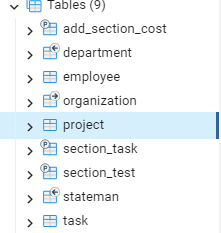 Tables (9)
add_section_cost
department
employee
organization
project
section_task
section_test
stateman
task